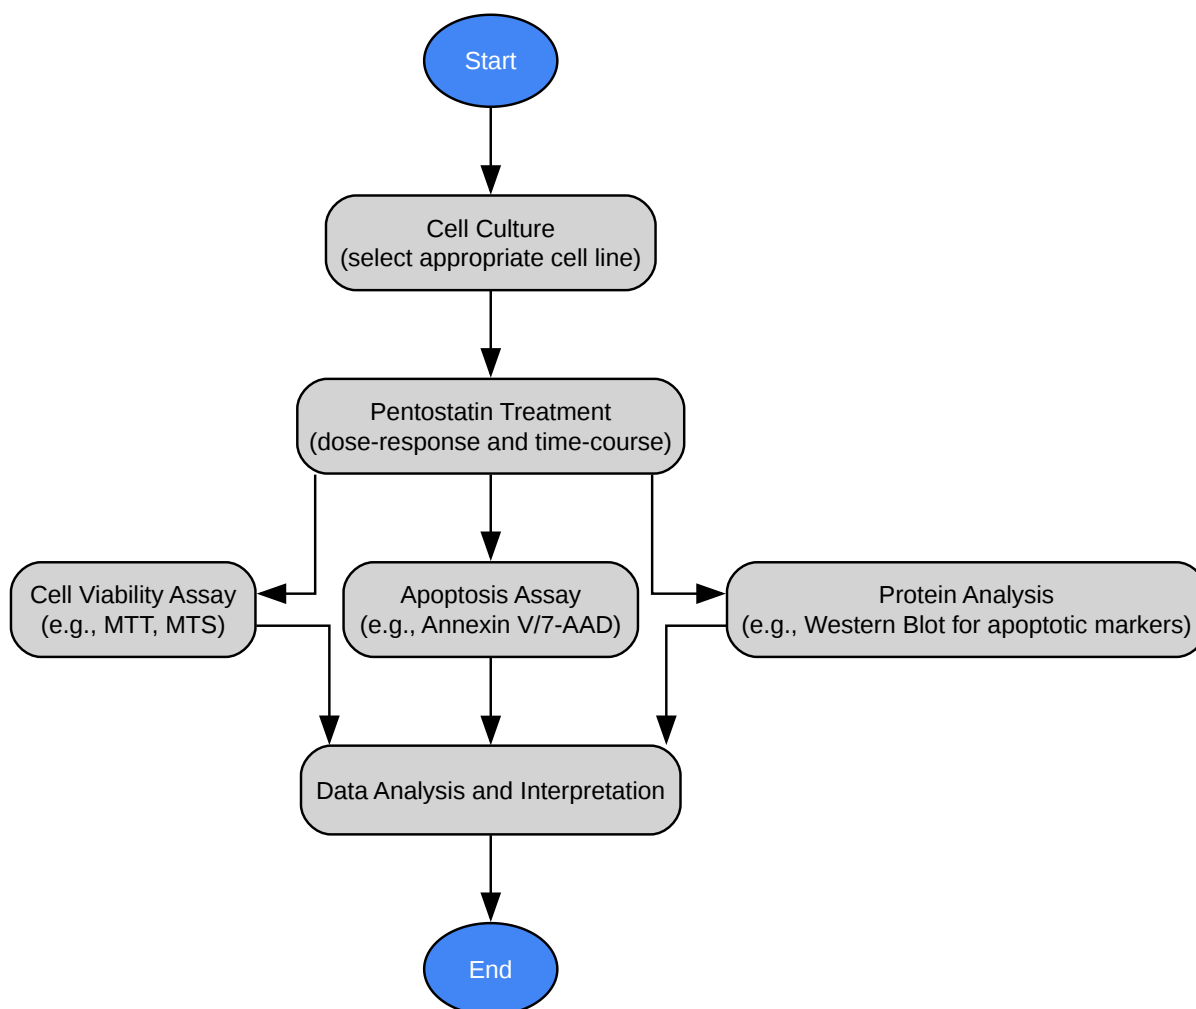 Start
Cell Culture
(select appropriate cell line)
Pentostatin Treatment
(dose-response and time-course)
Cell Viability Assay
(e.g., MTT, MTS)
Apoptosis Assay
(e.g., Annexin V/7-AAD)
Protein Analysis
(e.g., Western Blot for apoptotic markers)
Data Analysis and Interpretation
End